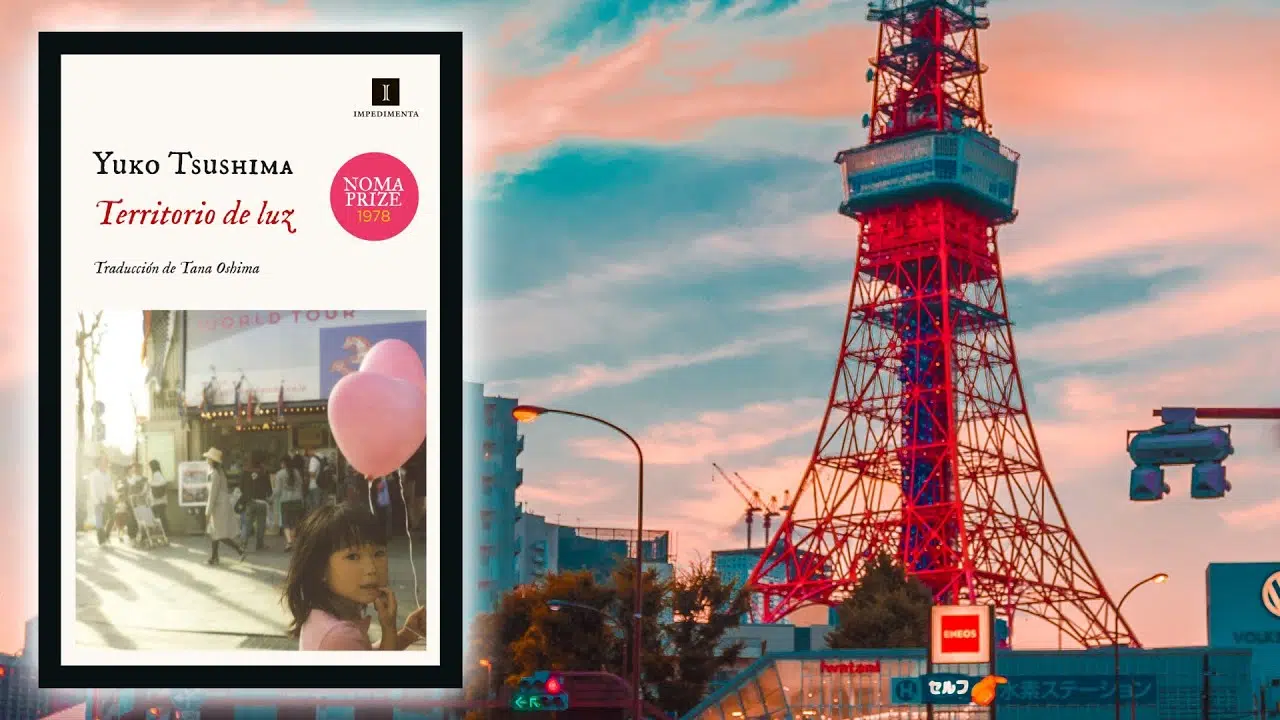 IMPEDIMENTA
Yuko Tsushima
NOMA
PRIZE
1978
Territorio de luz
Traducción de Tana Oshima
WORLD TOUR
ENEOS
Iwatani
セルフ
水素ステーション